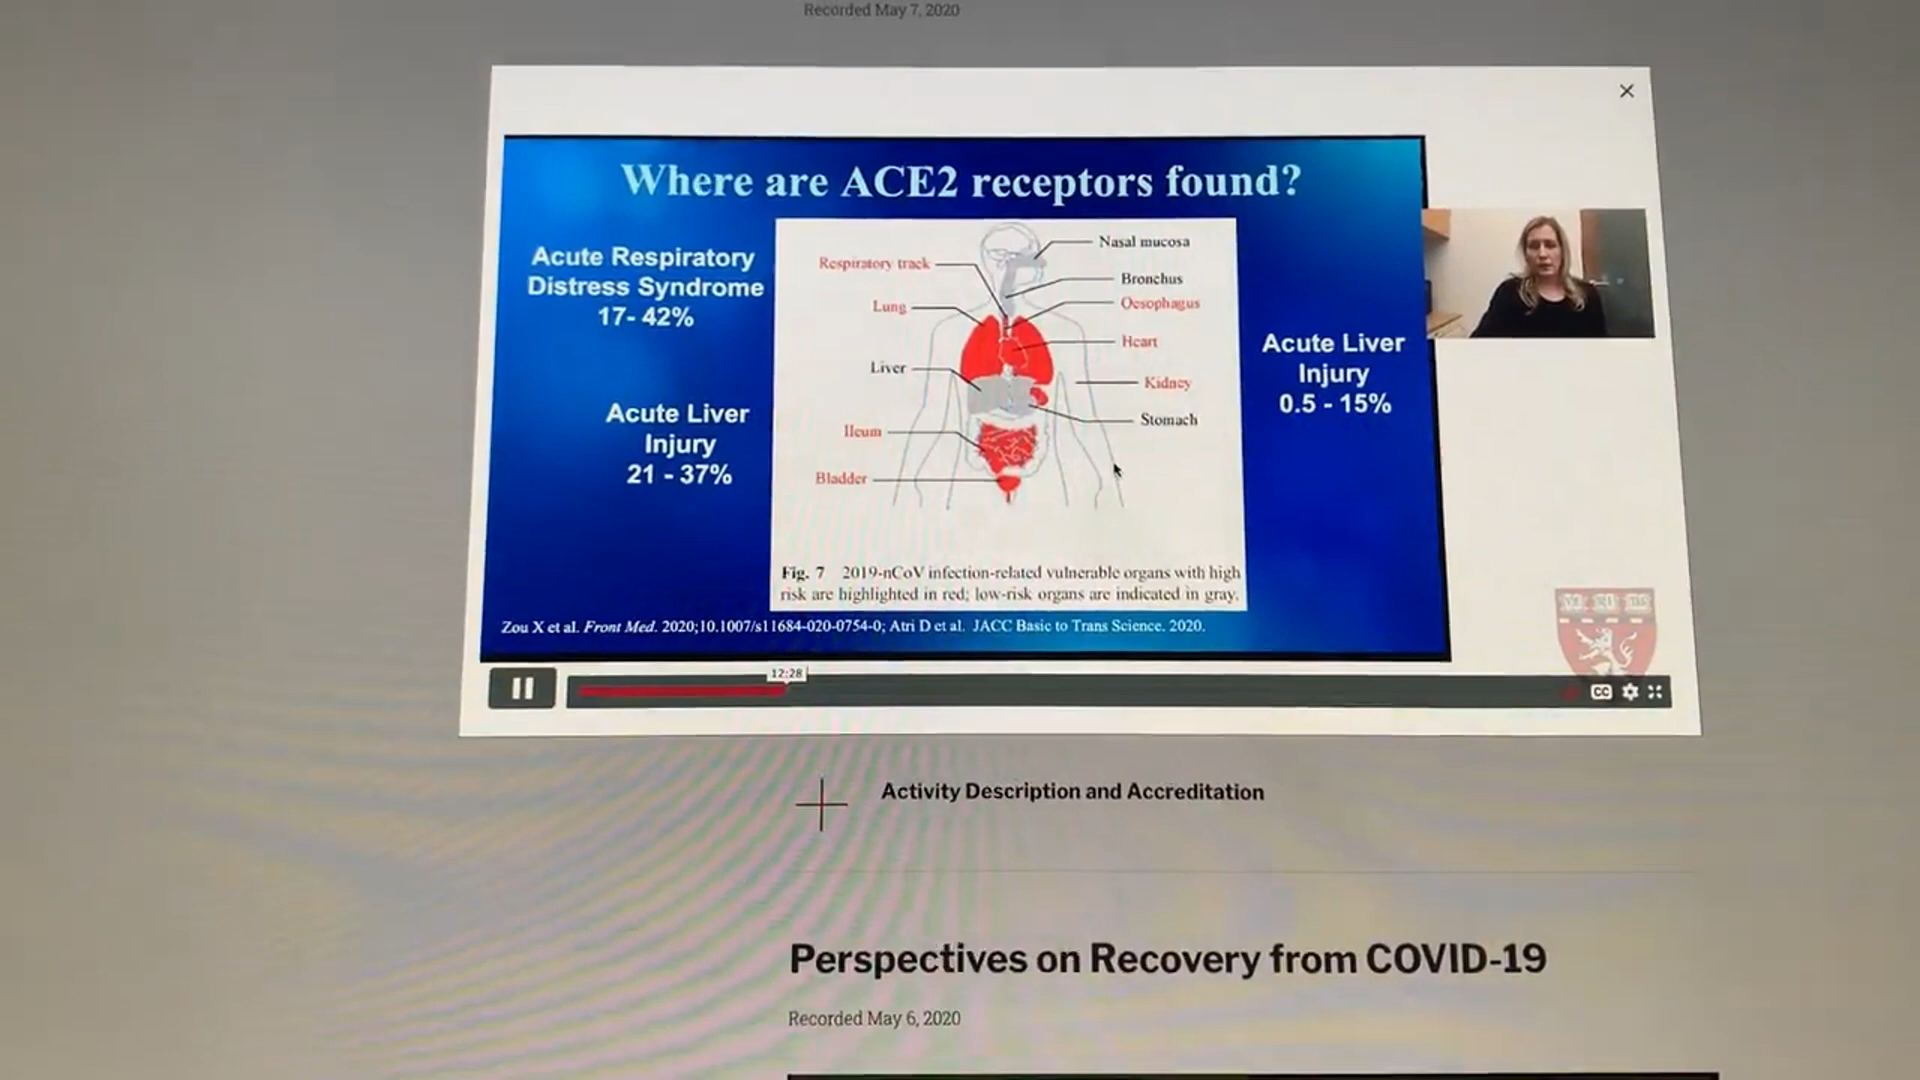 Recorded May 7, 2020
Where are ACE2 receptors found?
Acute Respiratory
Distress Syndrome
17- 42%
Acute Liver
Injury
21 - 37%
Nasal mucosa
Respiratory track
Bronchus
Oesophagus
Lung
Heart
Liver
Kidney
Stomach
Ileum
Bladder
Fig. 7 2019-nCoV infection-related vulnerable organs with high
risk are highlighted in red; low-risk organs are indicated in gray.
Acute Liver
Injury
0.5 - 15%
Zou X et al. Front Med. 2020;10.1007/s11684-020-0754-0; Atri D et al. JACC Basic to Trans Science. 2020.
12:28
CC
Activity Description and Accreditation
Perspectives on Recovery from COVID-19
Recorded May 6, 2020